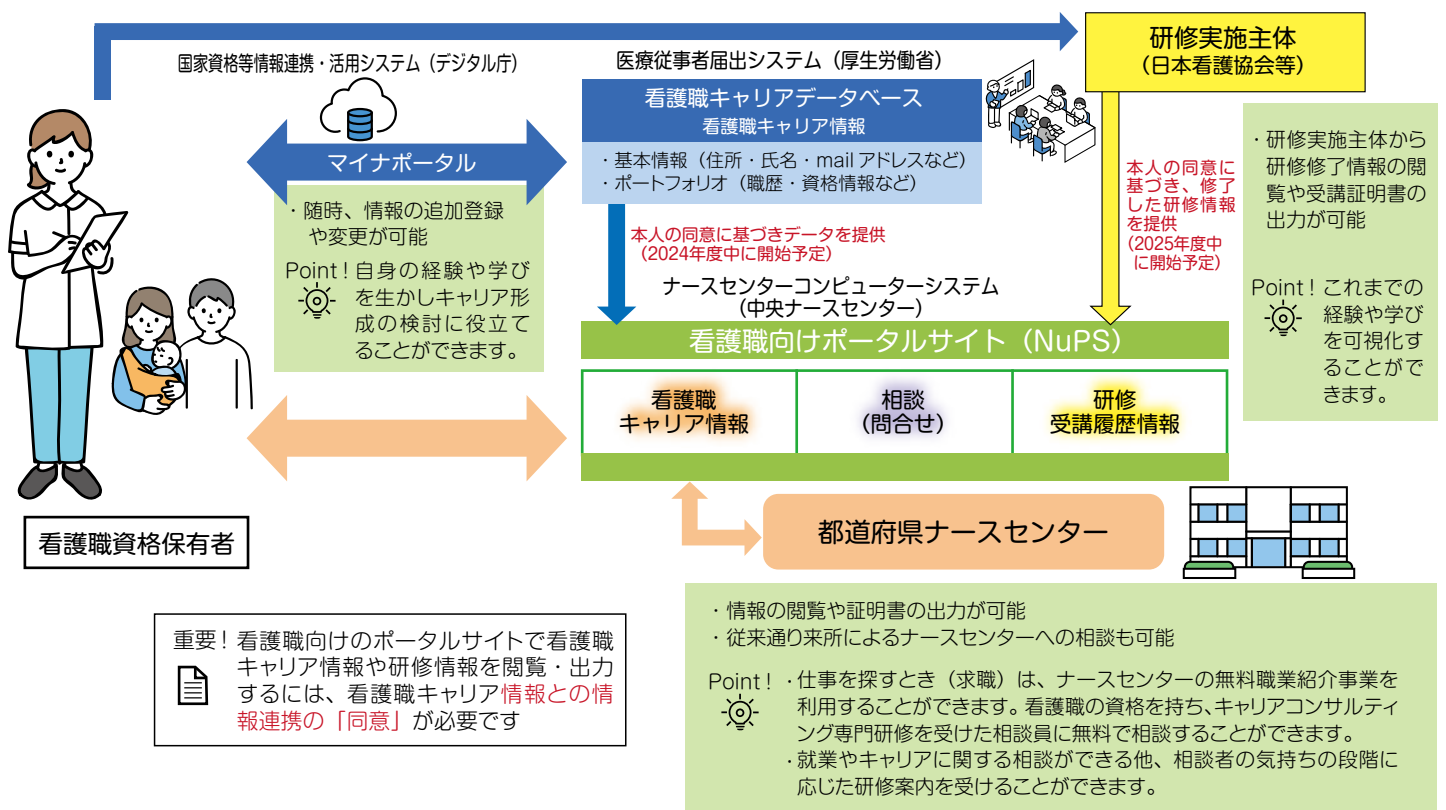 国家資格等情報連携・活用システム（デジタル庁）
マイナポータル
・随時、情報の追加登録
や変更が可能
Point！自身の経験や学び
を生かしキャリア形
成の検討に役立て
ることができます。
医療従事者届出システム（厚生労働省）
看護職キャリアデータベース
看護職キャリア情報
・基本情報（住所・氏名・mail アドレスなど）
・ポートフォリオ（職歴・資格情報など）
本人の同意に基づきデータを提供
（2024年度中に開始予定）
研修実施主体
（日本看護協会等）
本人の同意に
基づき、修了
した研修情報
を提供
（2025年度中
に開始予定）
・研修実施主体から
研修修了情報の閲
覧や受講証明書の
出力が可能
Point！これまでの
経験や学び
を可視化す
ることがで
きます。
ナースセンターコンピューターシステム
（中央ナースセンター）
看護職向けポータルサイト（NuPS）
看護職
キャリア情報
相談
（問合せ）
研修
受講履歴情報
看護職資格保有者
都道府県ナースセンター
重要！看護職向けのポータルサイトで看護職
キャリア情報や研修情報を閲覧・出力
するには、看護職キャリア情報との情
報連携の「同意」が必要です
・情報の閲覧や証明書の出力が可能
・従来通り来所によるナースセンターへの相談も可能
Point！・仕事を探すとき（求職）は、ナースセンターの無料職業紹介事業を
利用することができます。看護職の資格を持ち、キャリアコンサルティ
ング専門研修を受けた相談員に無料で相談することができます。
・就業やキャリアに関する相談ができる他、相談者の気持ちの段階に
応じた研修案内を受けることができます。